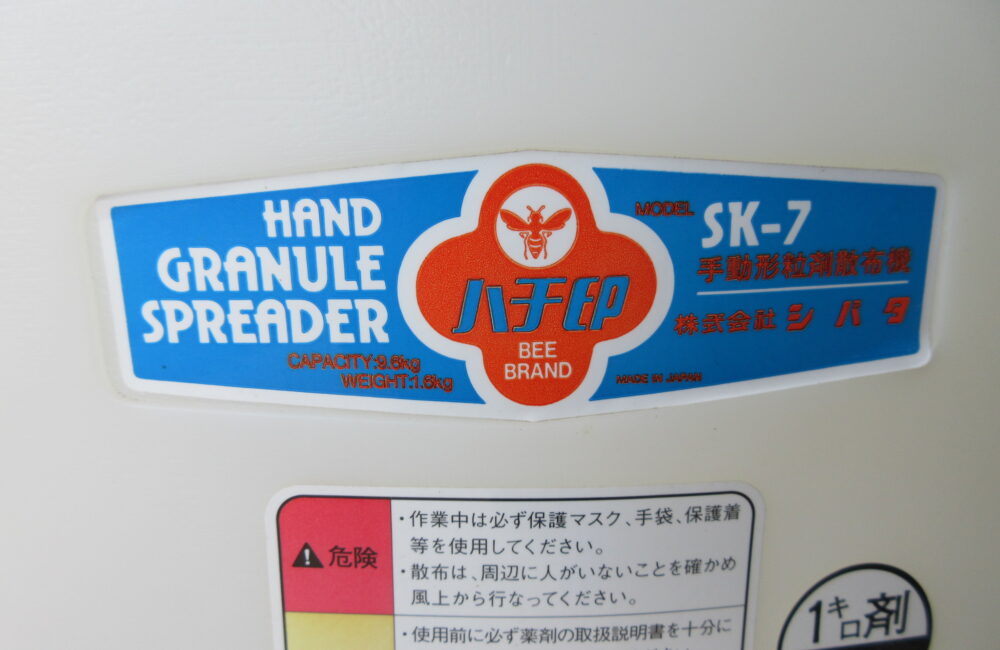 HAND
GRANULE
SPREADER
CAPACITY:9.6kg
WEIGHT:1.6kg
ハチ印
BEE
BRAND
MODEL SK-7
手動形粒剤散布機
株式会社 シバタ
MADE IN JAPAN
危険
・作業中は必ず保護マスク、手袋、保護着
等を使用してください。
・散布は、周辺に人がいないことを確かめ
風上から行なってください。
・使用前に必ず薬剤の取扱説明書を十分に
1キロ剤